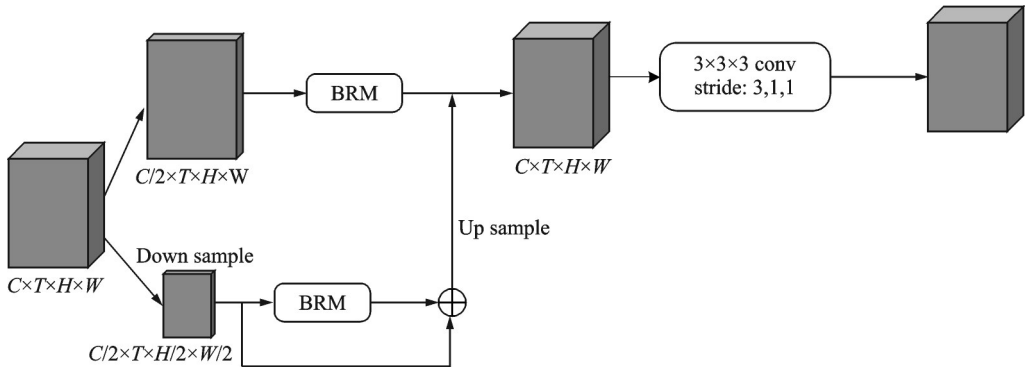 3×3×3 conv
stride: 3,1,1
BRM
C/2×T×H×W
C×T×H×W
Up sample
Down sample
C×T×H×W
BRM
C/2×T×H/2×W/2